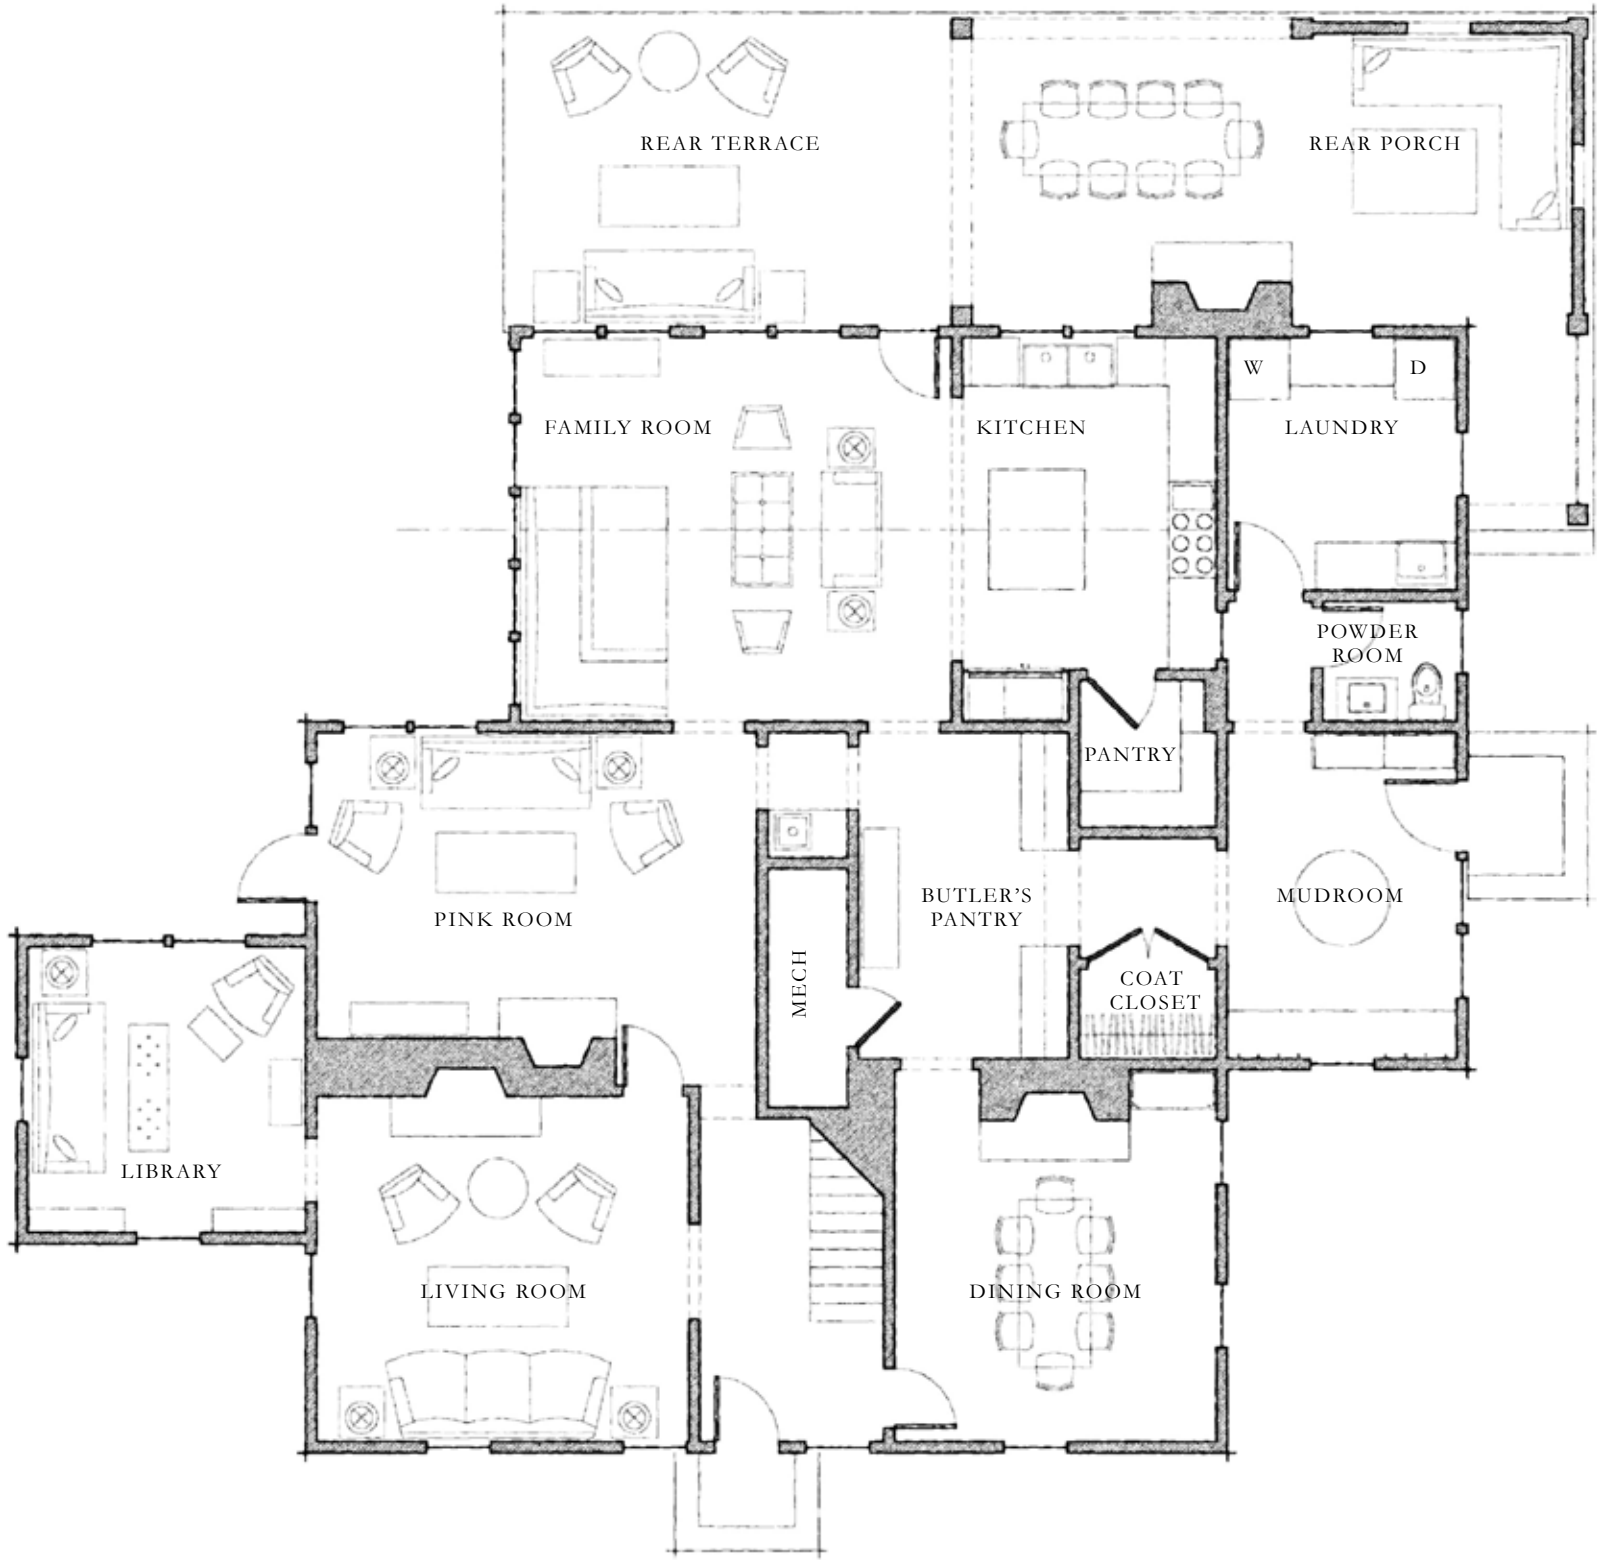 REAR TERRACE
REAR PORCH
W
D
FAMILY ROOM
KITCHEN
LAUNDRY
POWDER
ROOM
PANTRY
PINK ROOM
BUTLER'S
PANTRY
MUDROOM
MECH
COAT
CLOSET
LIBRARY
LIVING ROOM
DINING ROOM